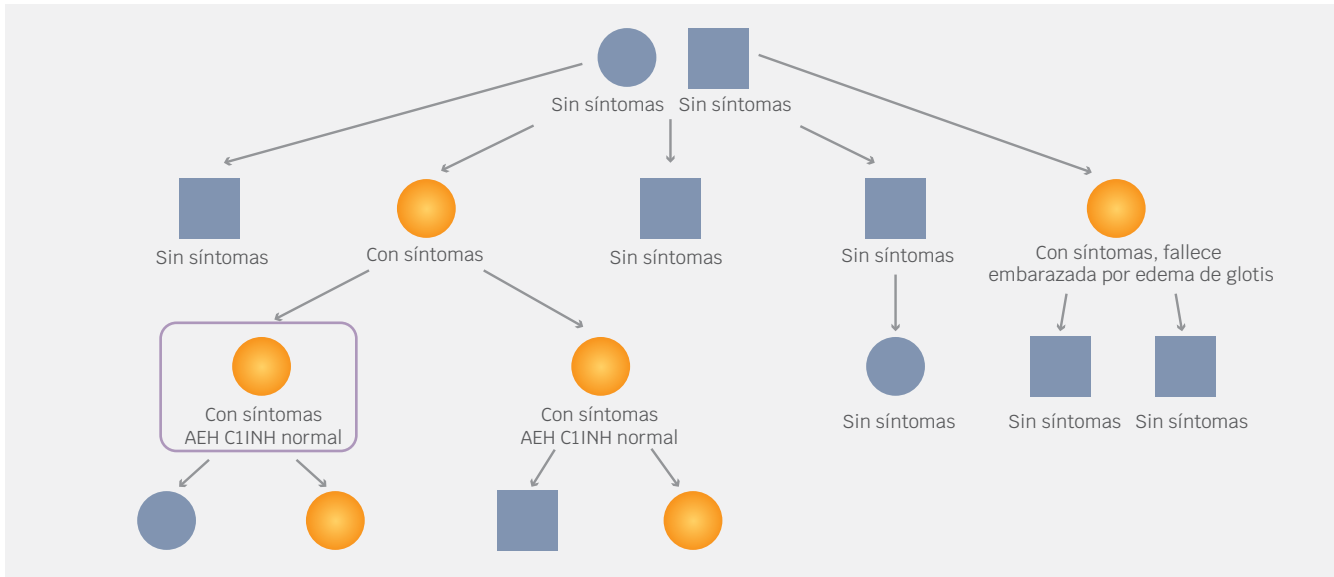 Sin síntomas
Sin síntomas
Sin síntomas
Con síntomas
Sin síntomas
Sin síntomas
Con síntomas, fallece
embarazada por edema de glotis
Con síntomas
AEH C1INH normal
Con síntomas
AEH C1INH normal
Sin síntomas
Sin síntomas
Sin síntomas